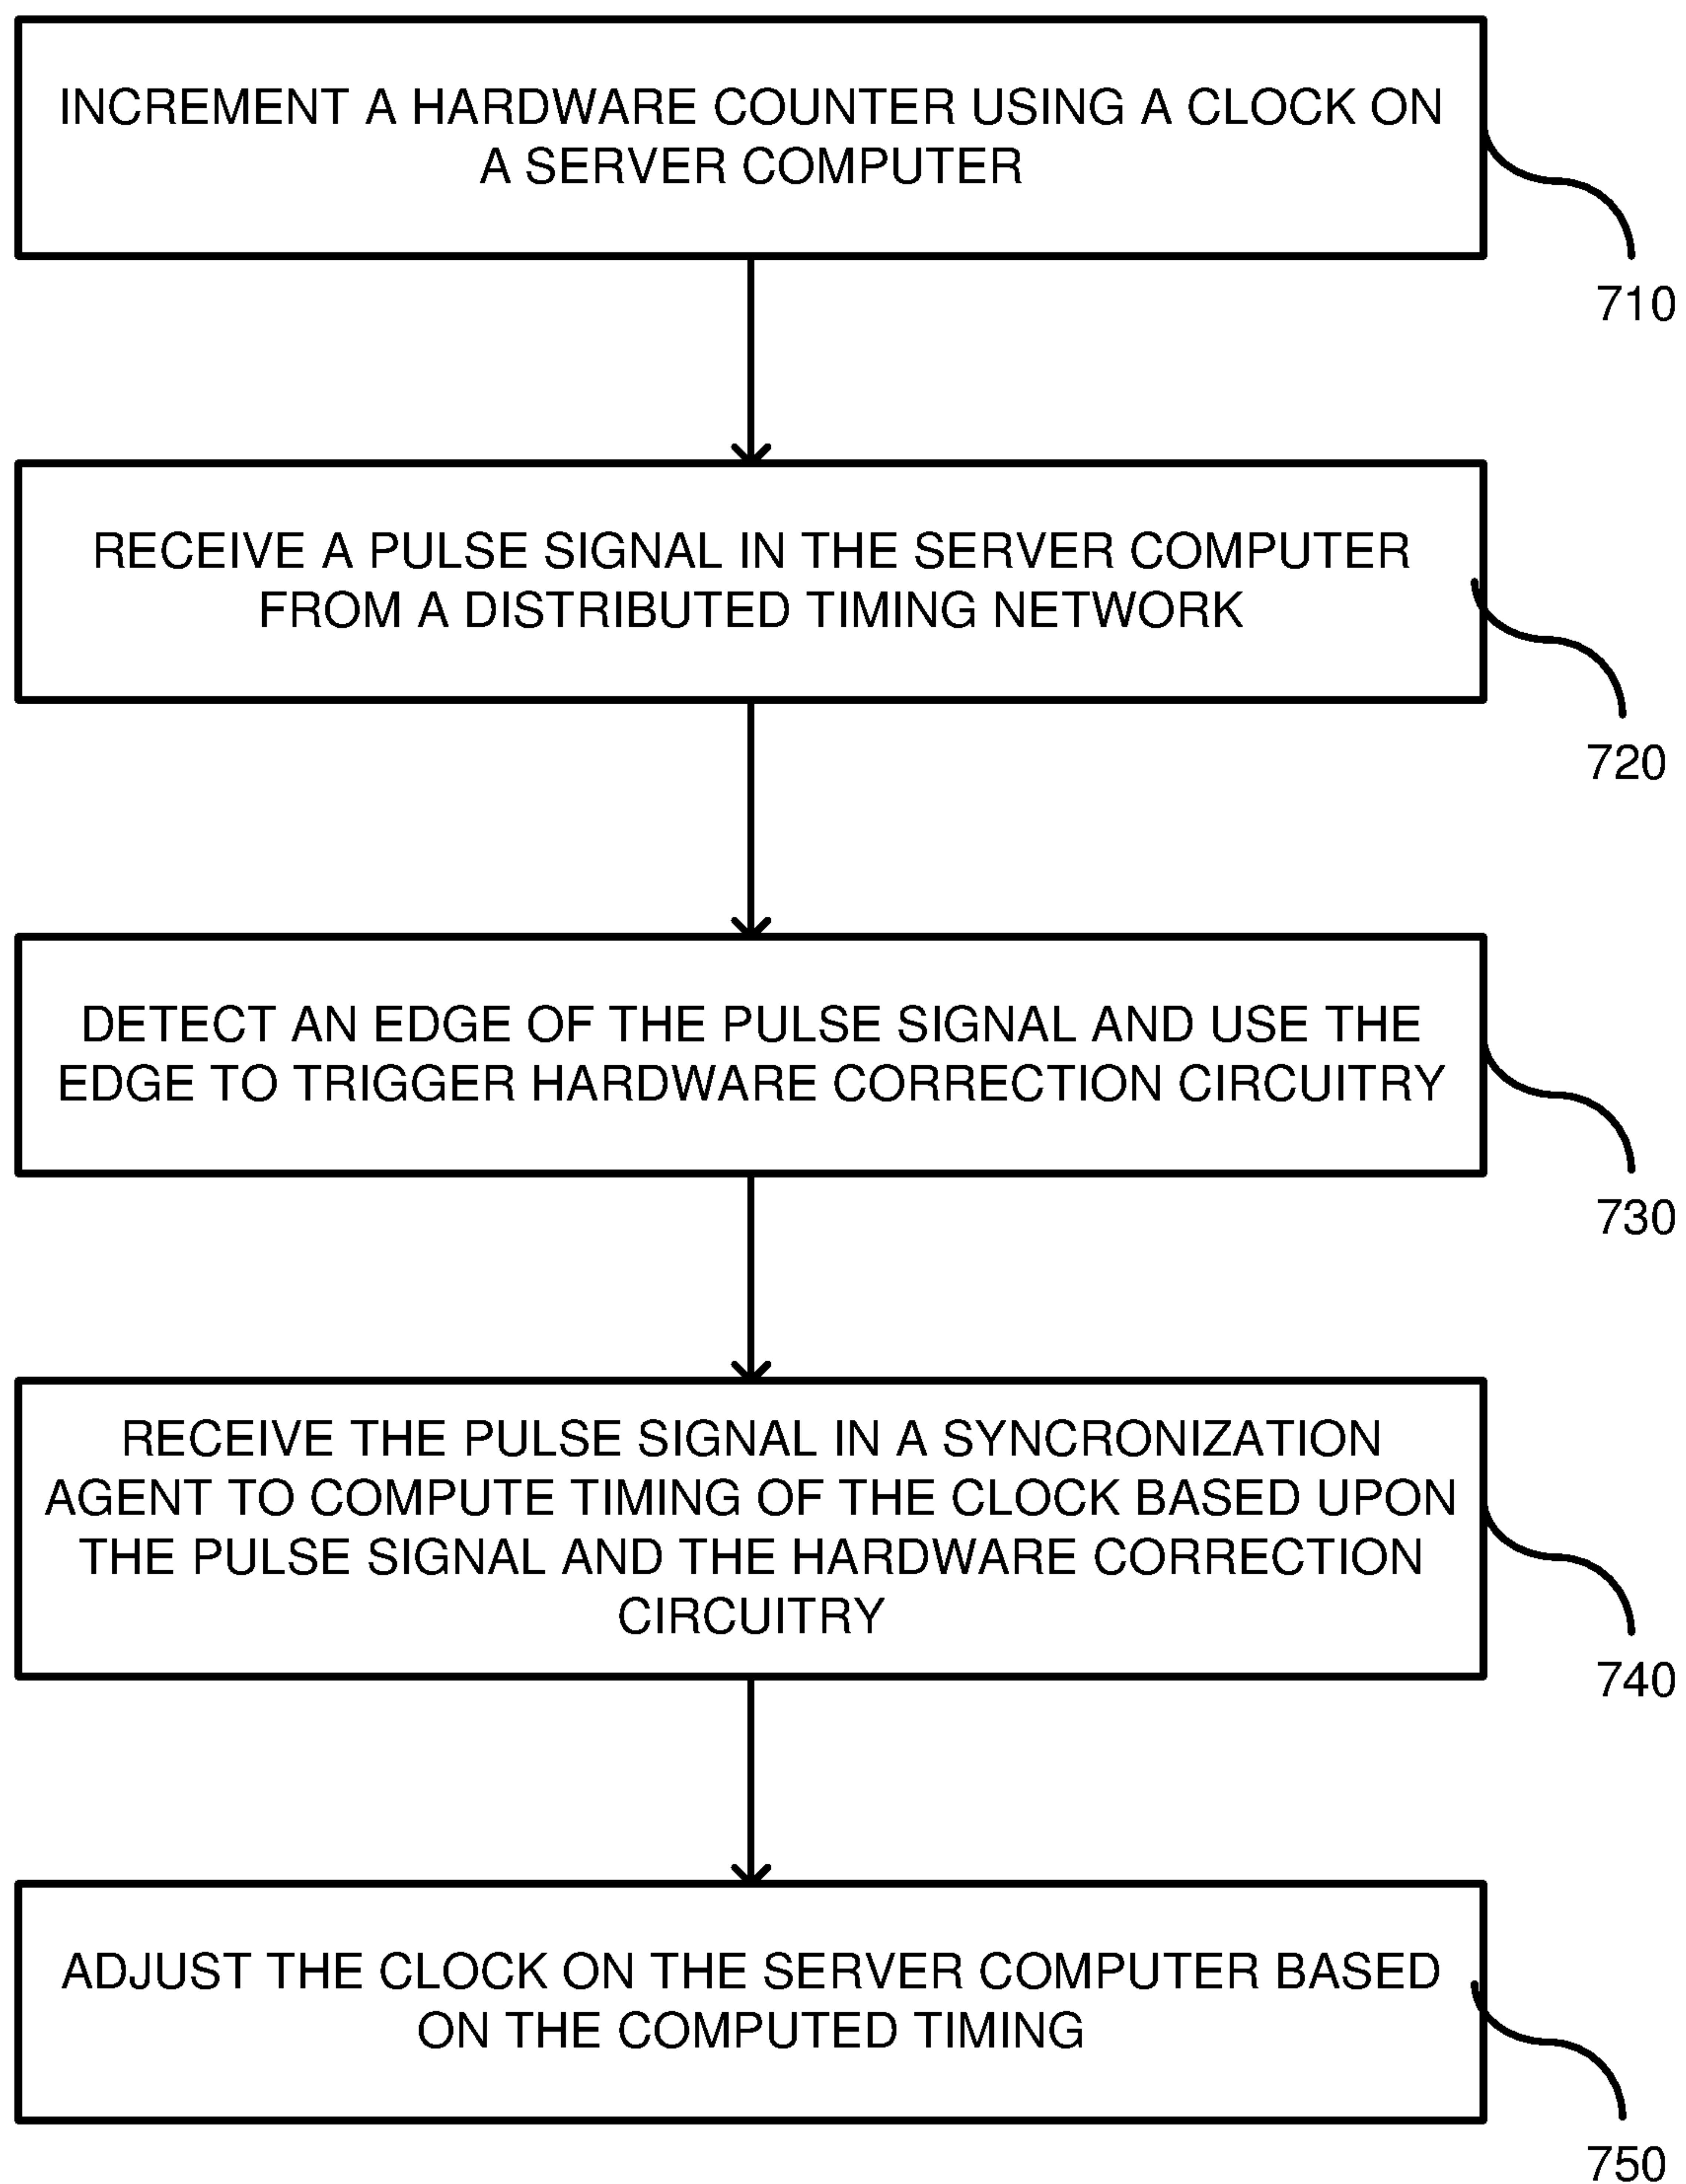 INCREMENT A HARDWARE COUNTER USING A CLOCK ON
A SERVER COMPUTER
710
RECEIVE A PULSE SIGNAL IN THE SERVER COMPUTER
FROM A DISTRIBUTED TIMING NETWORK
720
DETECT AN EDGE OF THE PULSE SIGNAL AND USE THE
EDGE TO TRIGGER HARDWARE CORRECTION CIRCUITRY
730
RECEIVE THE PULSE SIGNAL IN A SYNCRONIZATION
AGENT TO COMPUTE TIMING OF THE CLOCK BASED UPON
THE PULSE SIGNAL AND THE HARDWARE CORRECTION
CIRCUITRY
740
ADJUST THE CLOCK ON THE SERVER COMPUTER BASED
ON THE COMPUTED TIMING
750